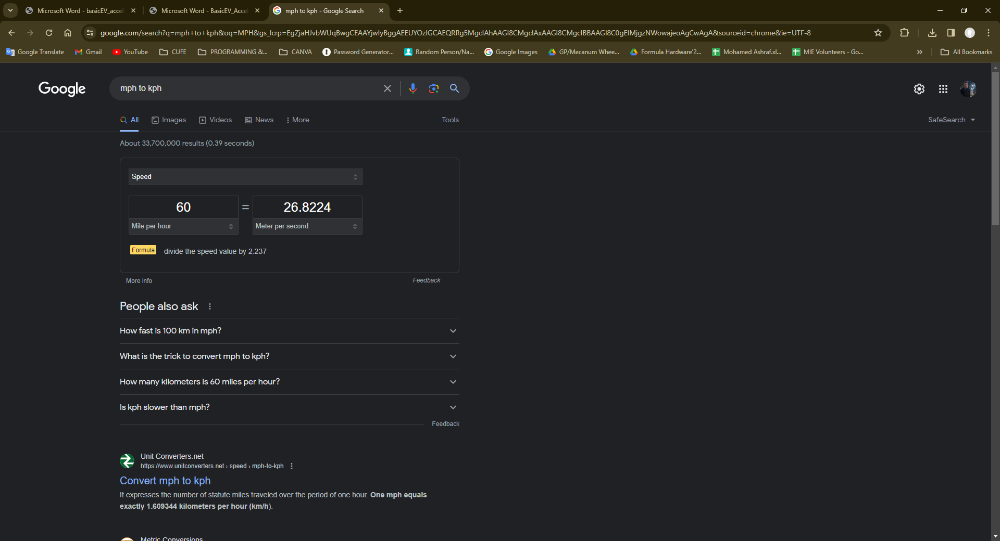 Microsoft Word - basicEV_accel
Microsoft Word - BasicEV_Accel
mph to kph - Google Search
google.com/search?q=mph+to+kph&oq=MPH&gs_lcrp=EgZjaHJvbWUqBwgCEAAYjwIyBggAEEUYOzIGCAEQRRg5MgcIAhAAGI8CMgcIAxAAGI8CMgcIBBAAGI8C0gEIMjgzNWowajeoAgCwAgA&sourceid=chrome&ie=UTF-8
Google Translate
Gmail
YouTube
CUFE
PROGRAMMING &...
CANVA
Password Generator...
Random Person/Na...
Google Images
GP/Mecanum Whee...
Formula Hardware'2...
Mohamed Ashraf.xl...
MIE Volunteers - Go...
All Bookmarks
Google
mph to kph
All
Images
Videos
News
More
Tools
SafeSearch
About 33,700,000 results (0.39 seconds)
Speed
60 = 26.8224
Mile per hour
Meter per second
Formula
divide the speed value by 2.237
More info
Feedback
People also ask
How fast is 100 km in mph?
What is the trick to convert mph to kph?
How many kilometers is 60 miles per hour?
Is kph slower than mph?
Feedback
Unit Converters.net
https://www.unitconverters.net › speed › mph-to-kph
Convert mph to kph
It expresses the number of statute miles traveled over the period of one hour. One mph equals
exactly 1.609344 kilometers per hour (km/h).
Metric Conversions